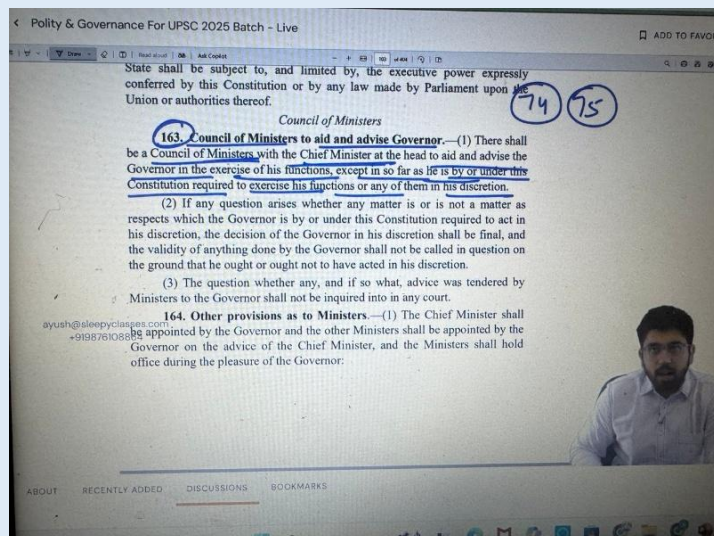 Polity & Governance For UPSC 2025 Batch - Live
ADD TO FAVOU
Draw
Read aloud
Ask Copilot
State shall be subject to, and limited by, the executive power expressly
conferred by this Constitution or by any law made by Parliament upon the
Union or authorities thereof.
74 75
Council of Ministers
163. Council of Ministers to aid and advise Governor.—(1) There shall
be a Council of Ministers with the Chief Minister at the head to aid and advise the
Governor in the exercise of his functions, except in so far as he is by or under this
Constitution required to exercise his functions or any of them in his discretion.
(2) If any question arises whether any matter is or is not a matter as
respects which the Governor is by or under this Constitution required to act in
his discretion, the decision of the Governor in his discretion shall be final, and
the validity of anything done by the Governor shall not be called in question on
the ground that he ought or ought not to have acted in his discretion.
(3) The question whether any, and if so what, advice was tendered by
Ministers to the Governor shall not be inquired into in any court.
164. Other provisions as to Ministers.—(1) The Chief Minister shall
ayush@sleepyclasses.com
be appointed by the Governor and the other Ministers shall be appointed by the
Governor on the advice of the Chief Minister, and the Ministers shall hold
office during the pleasure of the Governor:
ABOUT RECENTLY ADDED DISCUSSIONS BOOKMARKS